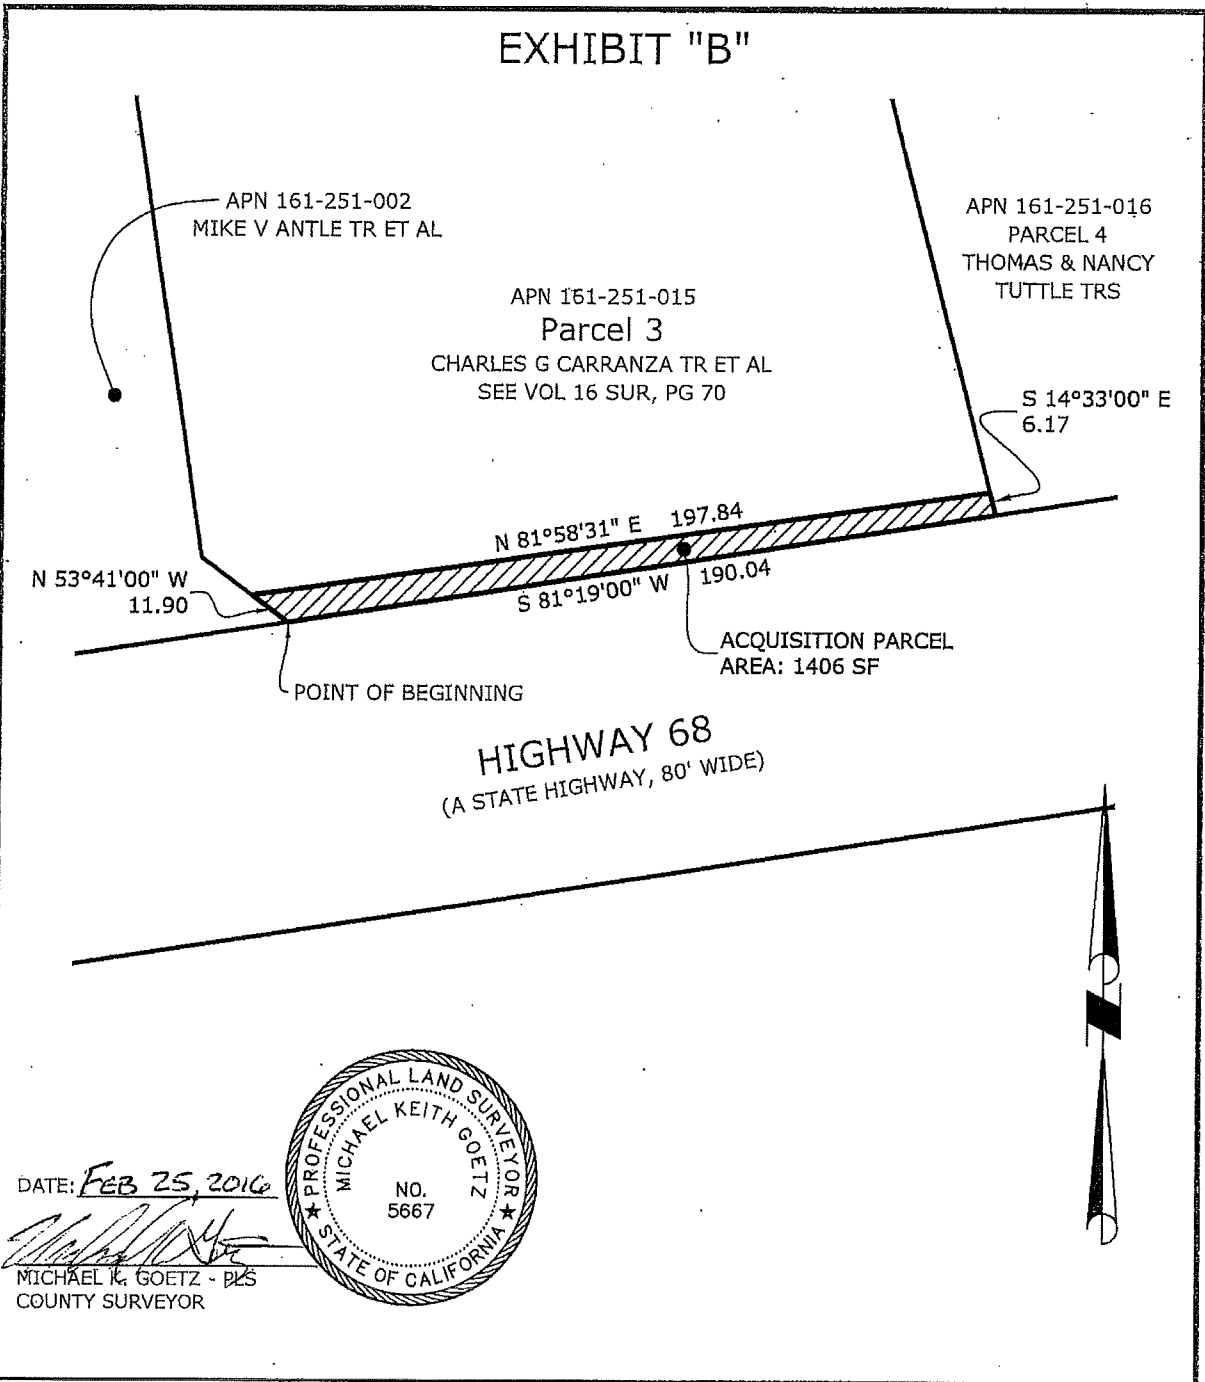 EXHIBIT "B"
APN 161-251-002
MIKE V ANTLE TR ET AL
APN 161-251-016
PARCEL 4
THOMAS & NANCY
TUTTLE TRS
APN 161-251-015
Parcel 3
CHARLES G CARRANZA TR ET AL
SEE VOL 16 SUR, PG 70
S 14°33'00" E
6.17
N 81°58'31" E 197.84
N 53°41'00" W
11.90
S 81°19'00" W 190.04
ACQUISITION PARCEL
AREA: 1406 SF
POINT OF BEGINNING
HIGHWAY 68
(A STATE HIGHWAY, 80' WIDE)
PROFESSIONAL LAND SURVEYOR
MICHAEL KEITH GOETZ
NO.
5667
STATE OF CALIFORNIA
DATE: FEB 25, 2016
MICHAEL K. GOETZ - PLS
COUNTY SURVEYOR